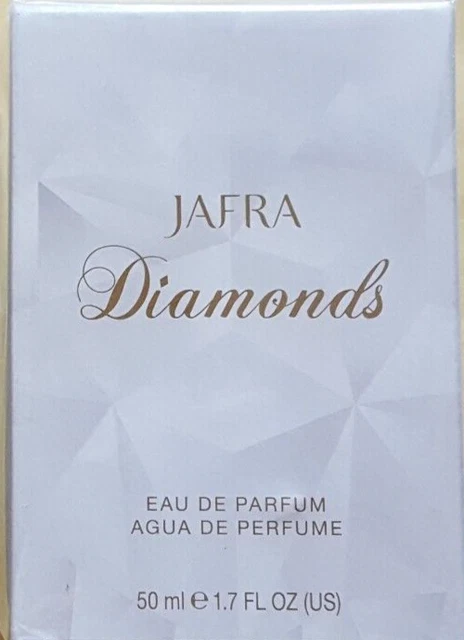 JAFRA
Diamonds
EAU DE PARFUM
AGUA DE PERFUME
50 ml ℮ 1.7 FL OZ (US)